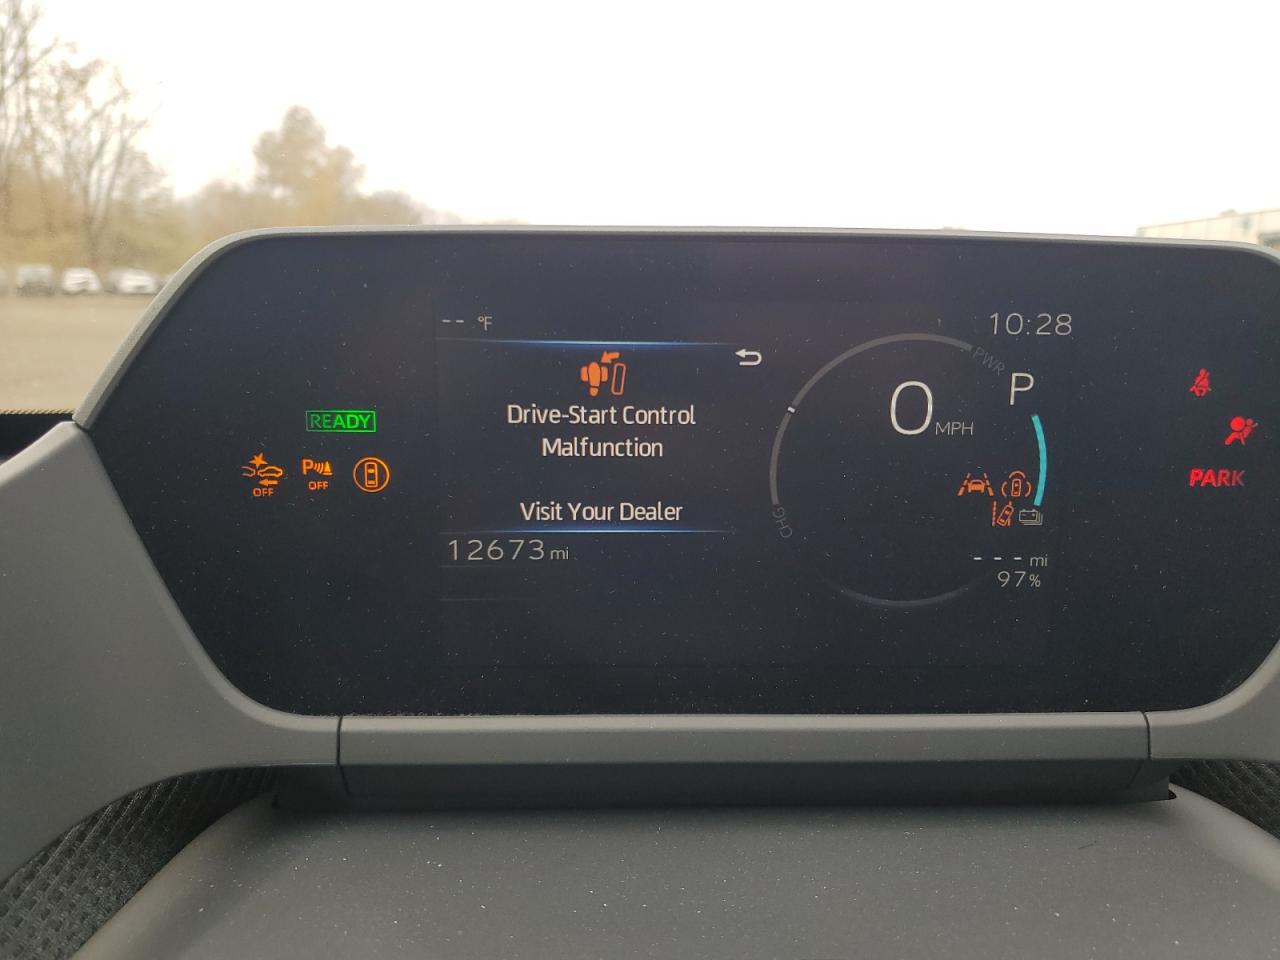 -- °F
10:28
PWR
P
Drive-Start Control
Malfunction
0 MPH
READY
P
OFF
OFF
PARK
Visit Your Dealer
CHG
12673 mi
--- mi
97%